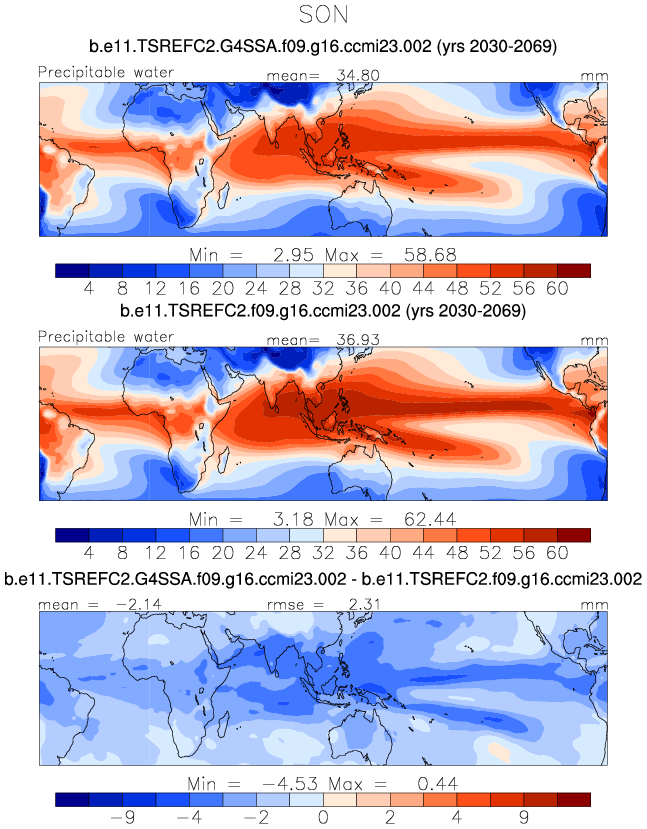 SON
b.e11.TSREFC2.G4SSA.f09.g16.ccmi23.002 (yrs 2030-2069)
Precipitable water mean= 34.80 mm
Min = 2.95 Max = 58.68
4 8 12 16 20 24 28 32 36 40 44 48 52 56 60
b.e11.TSREFC2.f09.g16.ccmi23.002 (yrs 2030-2069)
Precipitable water mean= 36.93 mm
Min = 3.18 Max = 62.44
4 8 12 16 20 24 28 32 36 40 44 48 52 56 60
b.e11.TSREFC2.G4SSA.f09.g16.ccmi23.002 - b.e11.TSREFC2.f09.g16.ccmi23.002
mean = -2.14 rmse = 2.31 mm
Min = -4.53 Max = 0.44
-9 -4 -2 0 2 4 9